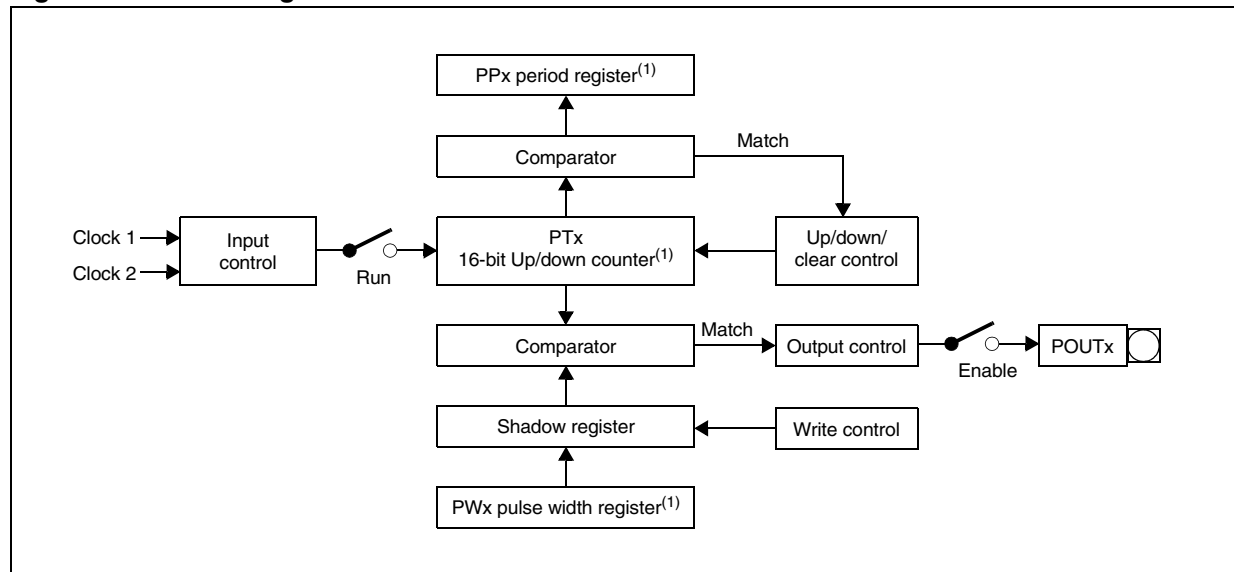 PPx period register(1)
Comparator
Match
Clock 1
Clock 2
Input
control
Run
PTx
16-bit Up/down counter(1)
Up/down/
clear control
Comparator
Match
Output control
Enable
POUTx
Shadow register
Write control
PWx pulse width register(1)